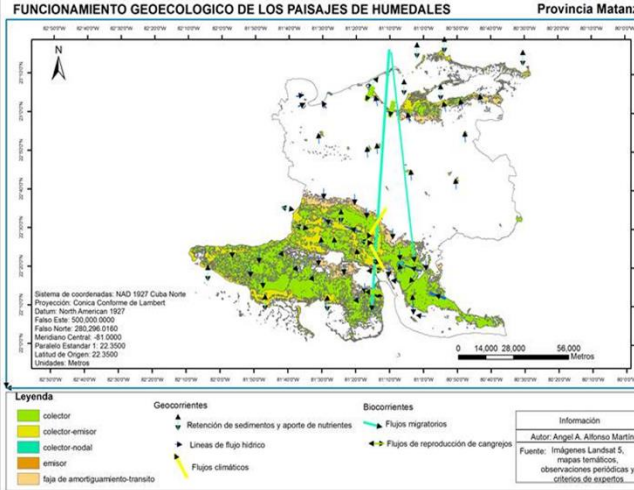 FUNCIONAMIENTO GEOECOLOGICO DE LOS PAISAJES DE HUMEDALES Provincia Matanz
N
Sistema de coordenadas: NAD 1927 Cuba Norte
Proyección: Conica Conforme de Lambert
Datum: North American 1927
Falso Este: 500,000.0000
Falso Norte: 280,296.0160
Meridiano Central: -81.0000
Paralelo Estandar 1: 22.3500
Latitud de Origen: 22.3500
Unidades: Metros
0 14.000 28.000 56.000
Metros
Leyenda
colector
colector-emisor
colector-nodal
emisor
faja de amortiguamiento-transito
Geocorrientes
Retención de sedimentos y aporte de nutrientes
Lineas de flujo hidrico
Flujos climáticos
Biocorrientes
Flujos migratorios
Flujos de reproducción de cangrejos
Información
Autor: Angel A. Alfonso Martín
Fuente: Imágenes Landsat 5,
mapas temáticos,
observaciones periódicas y
criterios de expertos